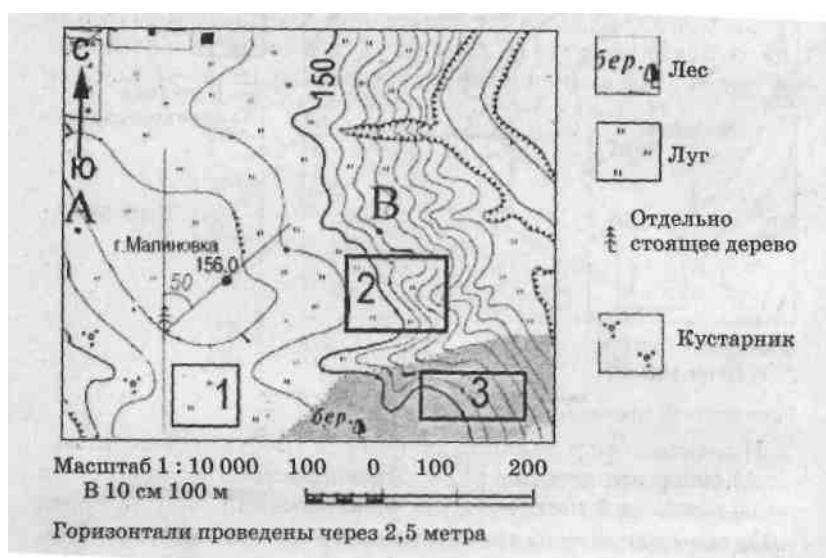 С
Ю
150
А
В
г.Малиновка
156,0
50
2
1
3
бер.
бер.
Лес
Луг
Отдельно
стоящее дерево
Кустарник
Масштаб 1 : 10 000
В 10 см 100 м
100 0 100 200
Горизонтали проведены через 2,5 метра